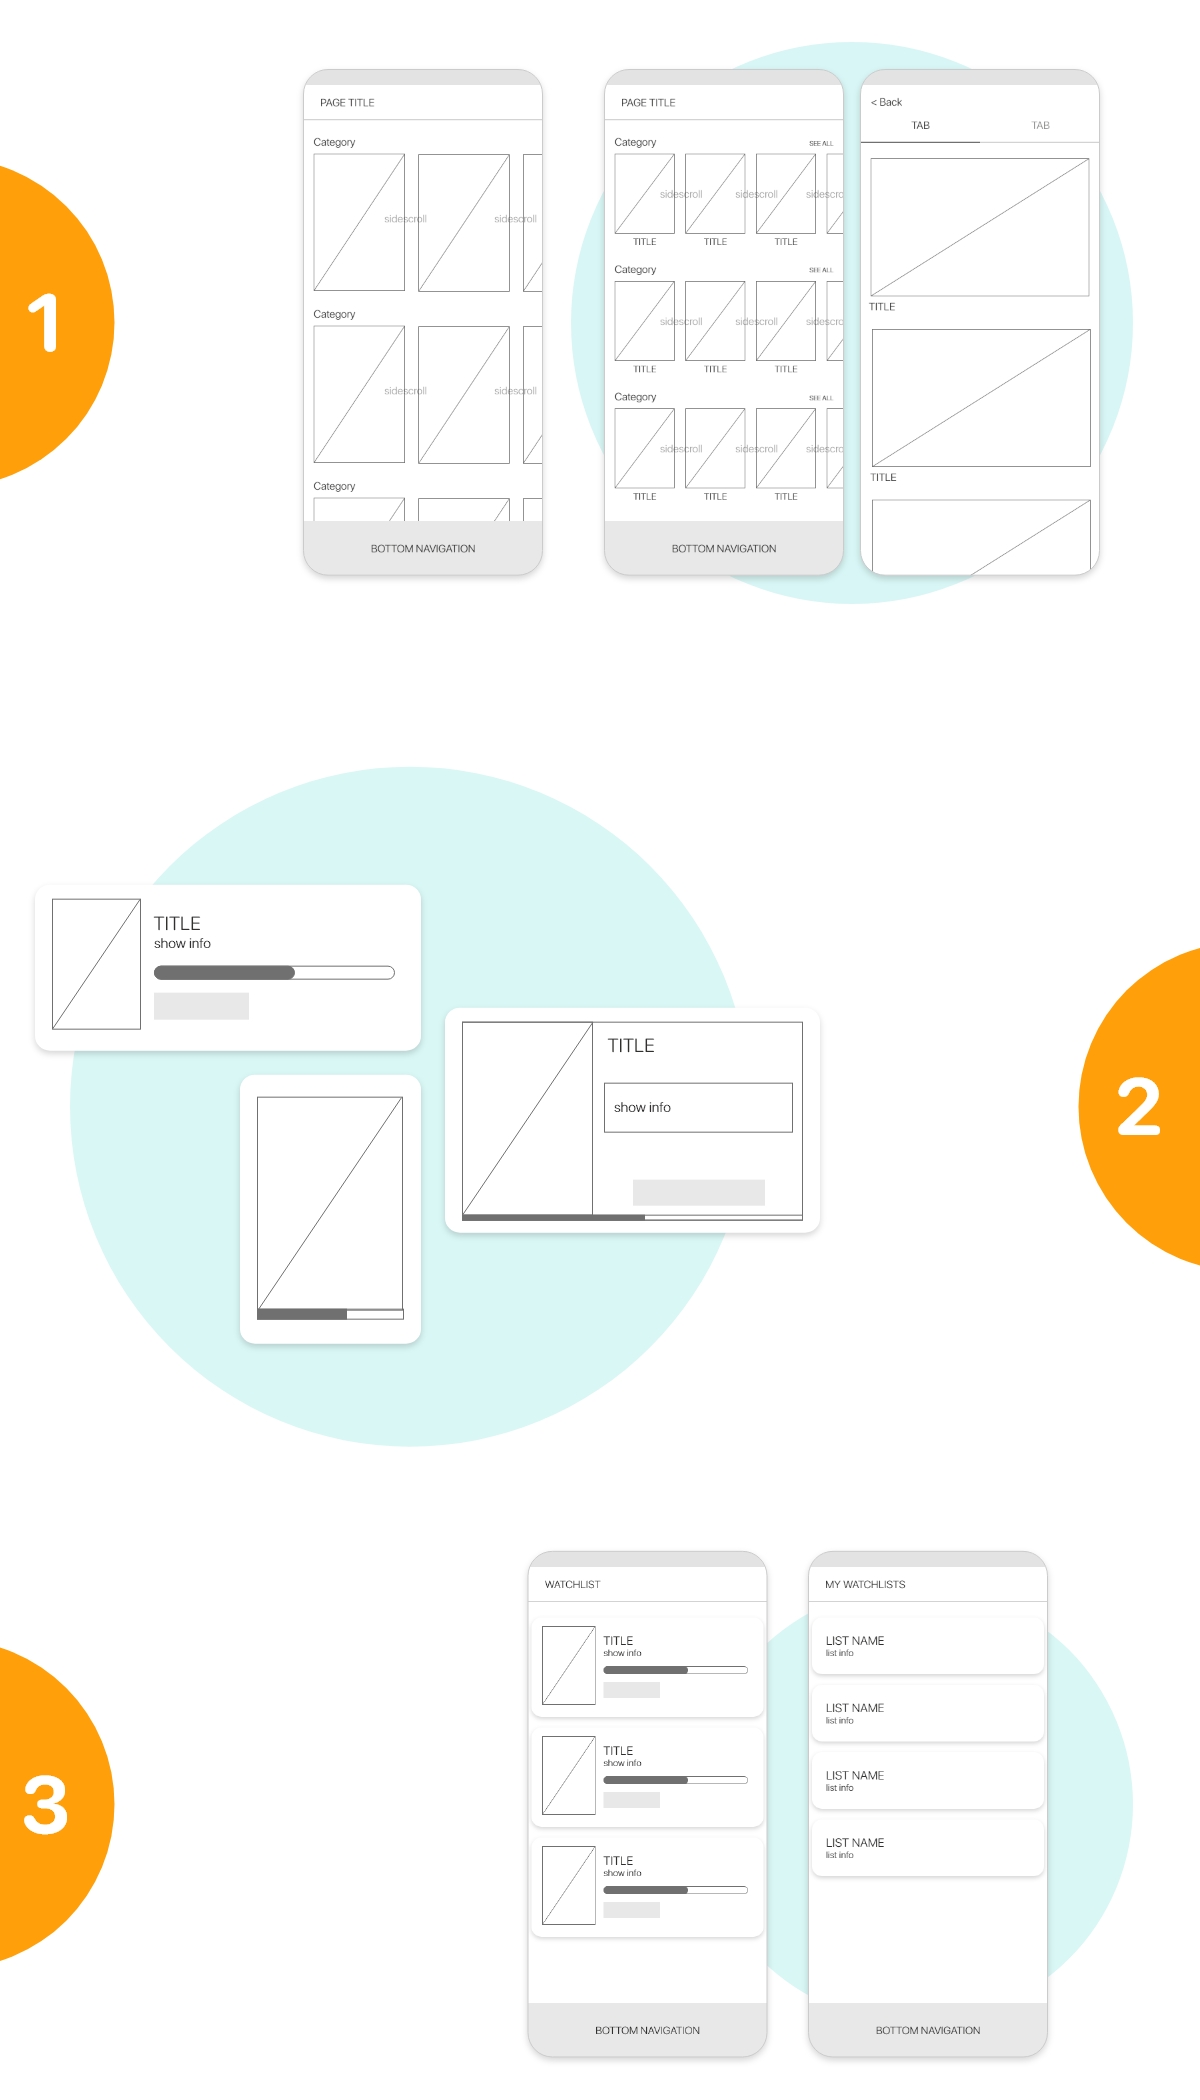 1
PAGE TITLE
Category
sidescroll
sidescroll
Category
sidescroll
sidescroll
Category
BOTTOM NAVIGATION
PAGE TITLE
Category
SEE ALL
sidescroll
sidescroll
sidescro
TITLE
TITLE
TITLE
Category
SEE ALL
sidescroll
sidescroll
sidescro
TITLE
TITLE
TITLE
Category
SEE ALL
sidescroll
sidescroll
sidescro
TITLE
TITLE
TITLE
BOTTOM NAVIGATION
< Back
TAB
TAB
TITLE
TITLE
2
TITLE
show info
TITLE
show info
3
WATCHLIST
TITLE
show info
TITLE
show info
TITLE
show info
BOTTOM NAVIGATION
MY WATCHLISTS
LIST NAME
list info
LIST NAME
list info
LIST NAME
list info
LIST NAME
list info
BOTTOM NAVIGATION